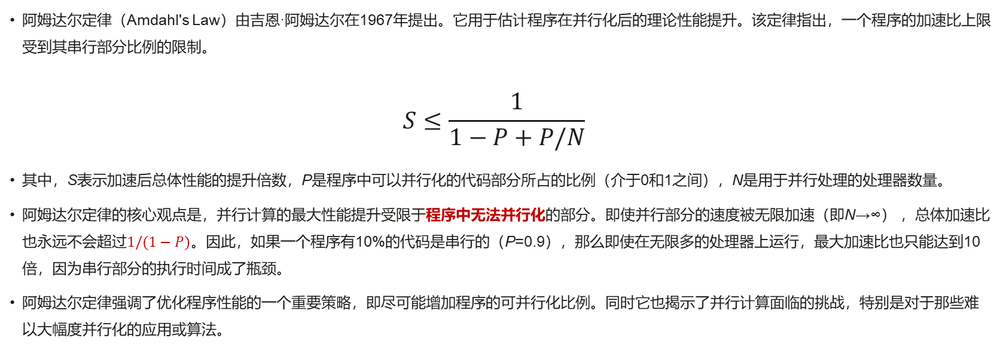 • 阿姆达尔定律（Amdahl's Law）由吉恩·阿姆达尔在1967年提出。它用于估计程序在并行化后的理论性能提升。该定律指出，一个程序的加速比上限
受到其串行部分比例的限制。
S ≤ 1/(1 − P + P/N)
• 其中，S表示加速后总体性能的提升倍数，P是程序中可以并行化的代码部分所占的比例（介于0和1之间），N是用于并行处理的处理器数量。
• 阿姆达尔定律的核心观点是，并行计算的最大性能提升受限于程序中无法并行化的部分。即使并行部分的速度被无限加速（即N→∞），总体加速比
也永远不会超过1/(1 − P)。因此，如果一个程序有10%的代码是串行的（P=0.9），那么即使在无限多的处理器上运行，最大加速比也只能达到10
倍，因为串行部分的执行时间成了瓶颈。
• 阿姆达尔定律强调了优化程序性能的一个重要策略，即尽可能增加程序的可并行化比例。同时它也揭示了并行计算面临的挑战，特别是对于那些难
以大幅度并行化的应用或算法。